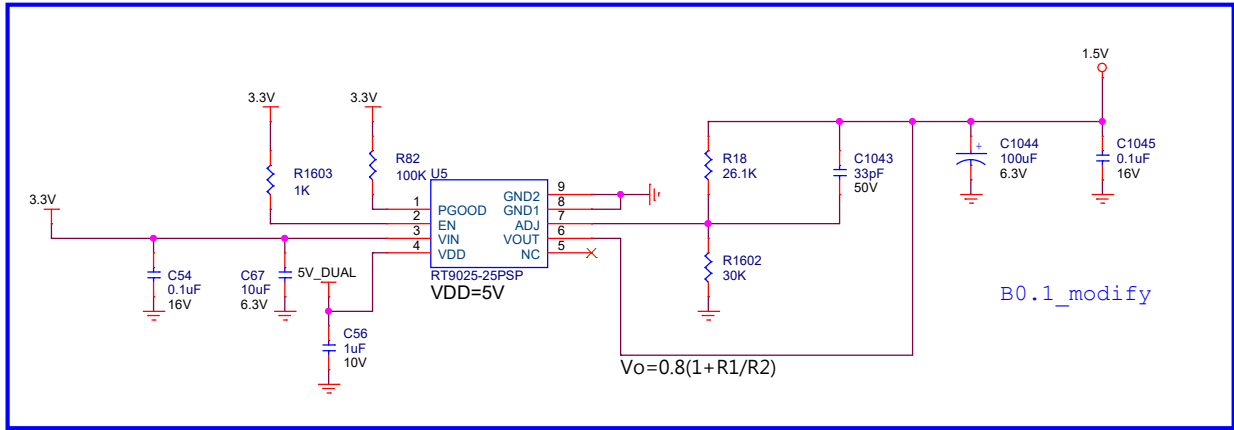 1.5V
3.3V
3.3V
R1603
1K
R82
100K
U5
3.3V
1
PGOOD
2
EN
3
VIN
4
VDD
GND2
9
GND1
8
ADJ
7
VOUT
6
NC
5
RT9025-25PSP
VDD=5V
R18
26.1K
C1043
33pF
50V
+
C1044
100uF
6.3V
C1045
0.1uF
16V
R1602
30K
C54
0.1uF
16V
C67
10uF
6.3V
5V_DUAL
C56
1uF
10V
B0.1_modify
Vo=0.8(1+R1/R2)